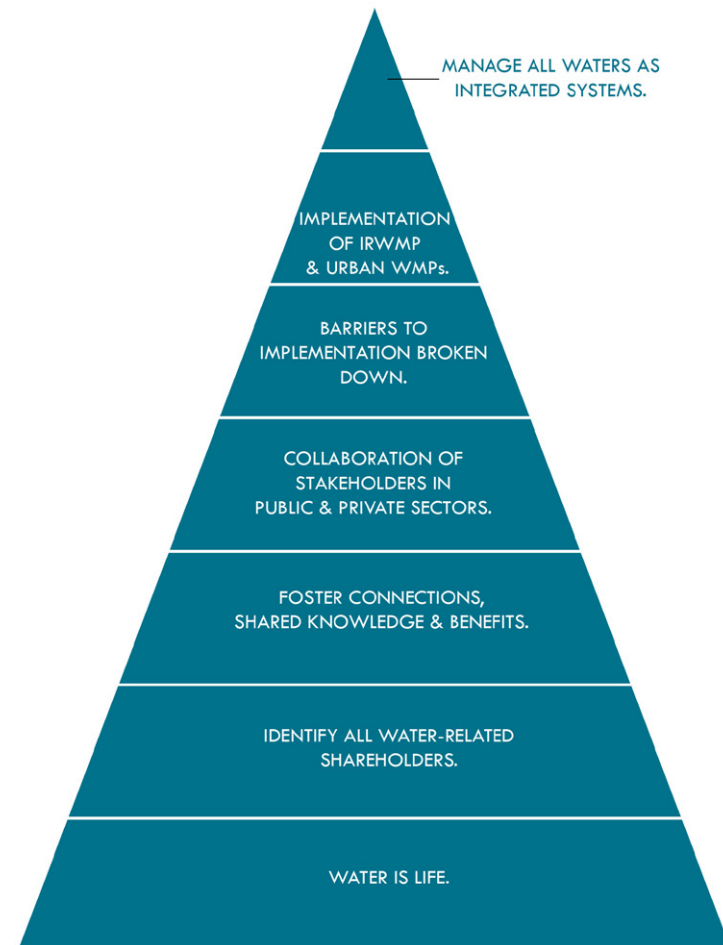 MANAGE ALL WATERS AS
INTEGRATED SYSTEMS.
IMPLEMENTATION
OF IRWMP
& URBAN WMPs.
BARRIERS TO
IMPLEMENTATION BROKEN
DOWN.
COLLABORATION OF
STAKEHOLDERS IN
PUBLIC & PRIVATE SECTORS.
FOSTER CONNECTIONS,
SHARED KNOWLEDGE & BENEFITS.
IDENTIFY ALL WATER-RELATED
SHAREHOLDERS.
WATER IS LIFE.